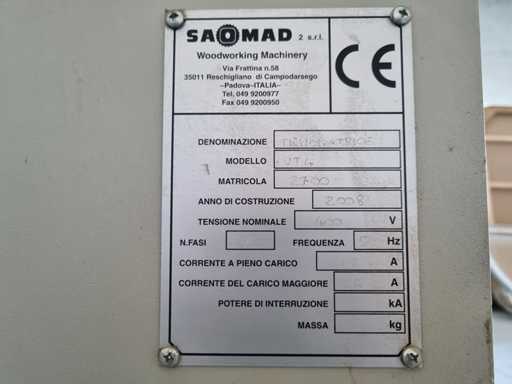 SAOMAD 2 s.r.l.
Woodworking Machinery
Via Frattina n.58
35011 Reschigliano di Campodarsego
–Padova-ITALIA–
Tel. 049 9200977
Fax 049 9200950
CE
DENOMINAZIONE
MODELLO
MATRICOLA 2700
ANNO DI COSTRUZIONE 2008
TENSIONE NOMINALE 400 V
N.FASI FREQUENZA Hz
CORRENTE A PIENO CARICO A
CORRENTE DEL CARICO MAGGIORE A
POTERE DI INTERRUZIONE kA
MASSA kg